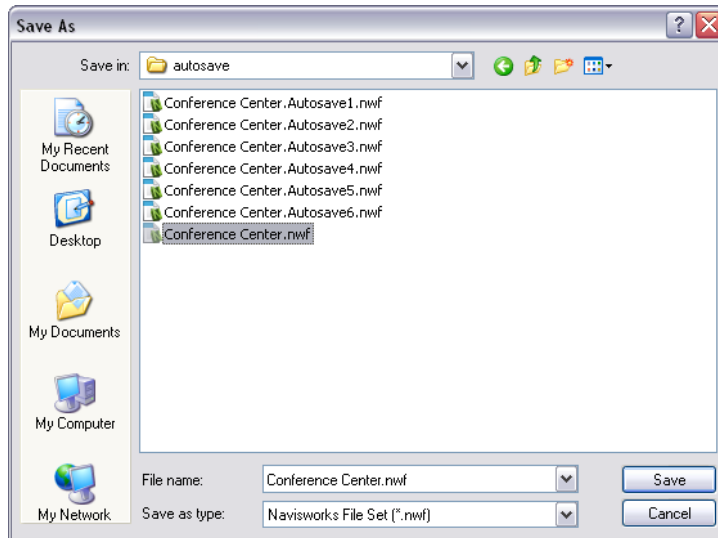 Save As
Save in: autosave
My Recent
Documents
Desktop
My Documents
My Computer
My Network
Conference Center.Autosave1.nwf
Conference Center.Autosave2.nwf
Conference Center.Autosave3.nwf
Conference Center.Autosave4.nwf
Conference Center.Autosave5.nwf
Conference Center.Autosave6.nwf
Conference Center.nwf
File name: Conference Center.nwf Save
Save as type: Navisworks File Set (*.nwf) Cancel